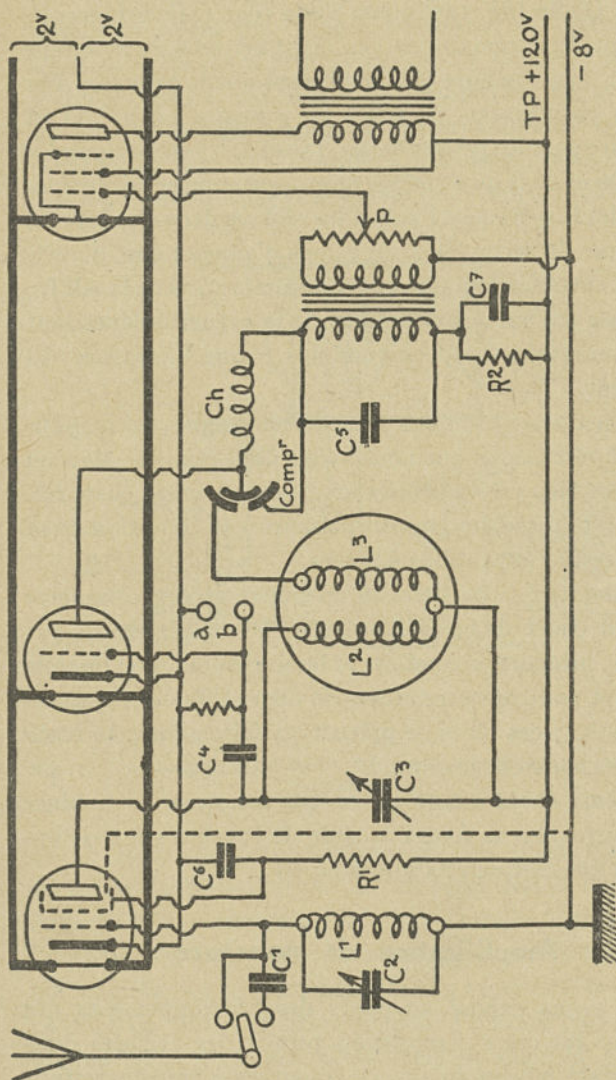 2ᵛ
2ᵛ
TP+120V
-8ᵛ
P
C⁷
R²
Ch
Compʳ
C⁵
a
b
L³
L²
C⁴
C³
C⁶
R¹
C¹
L¹
C²